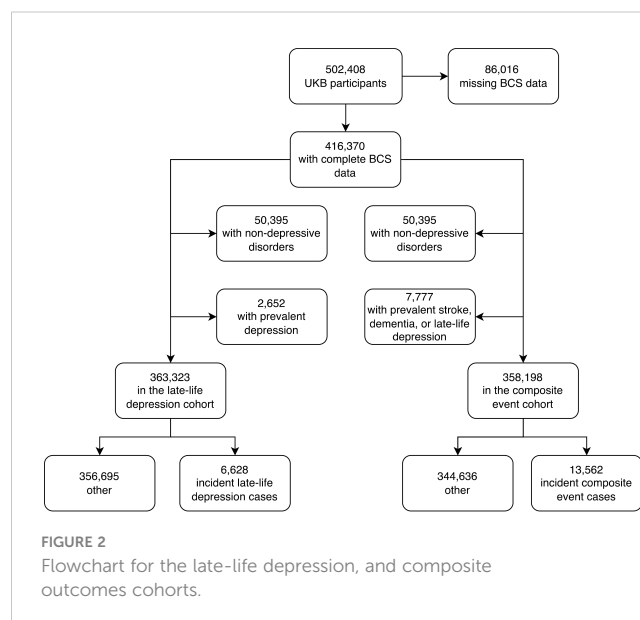 502,408
UKB participants
86,016
missing BCS data
416,370
with complete BCS
data
50,395
with non-depressive
disorders
50,395
with non-depressive
disorders
2,652
with prevalent
depression
7,777
with prevalent stroke,
dementia, or late-life
depression
363,323
in the late-life
depression cohort
358,198
in the composite
event cohort
356,695
other
6,628
incident late-life
depression cases
344,636
other
13,562
incident composite
event cases
FIGURE 2
Flowchart for the late-life depression, and composite
outcomes cohorts.